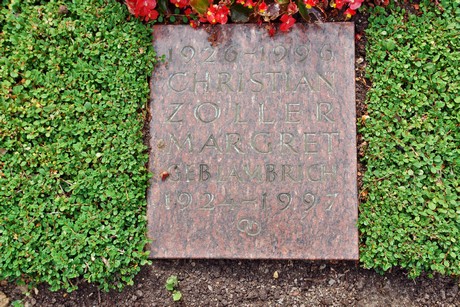 1926-1996
CHRISTIAN
ZOLLER
MARGRET
GEB LAMBRICH
1924-1997